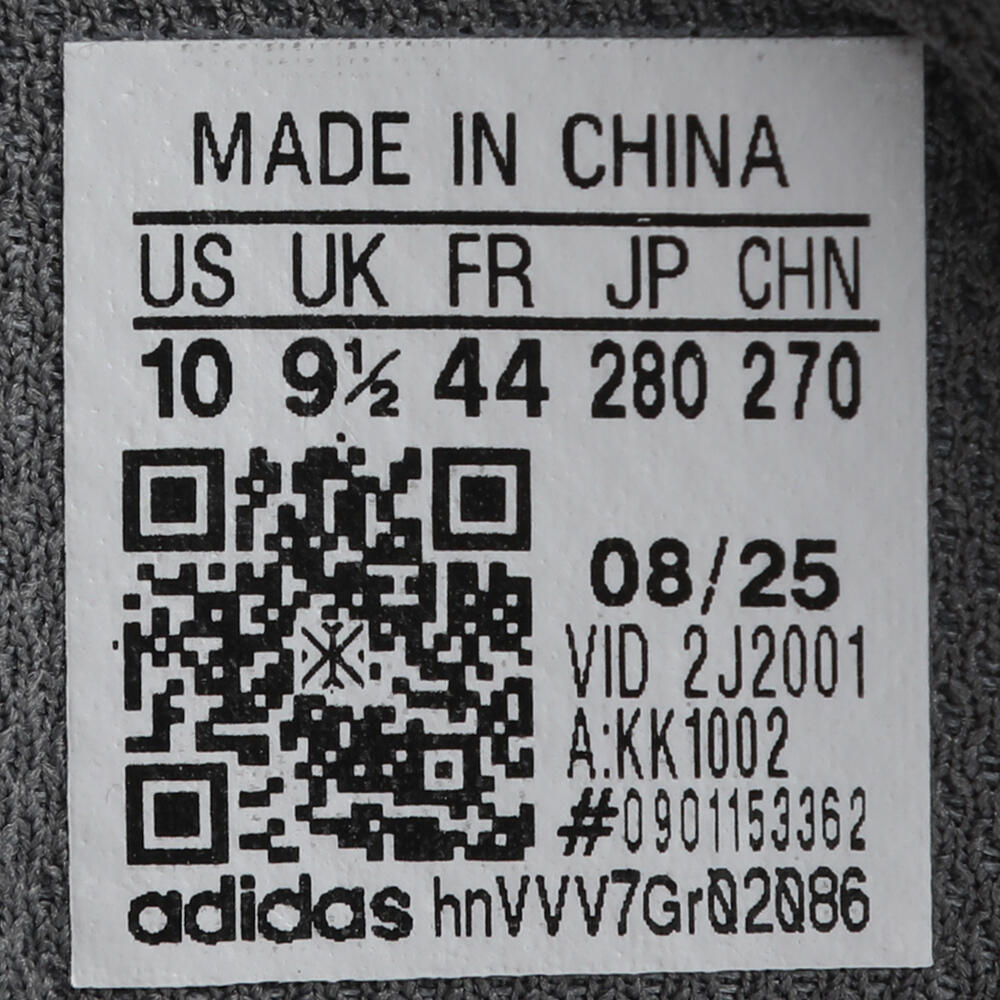 MADE IN CHINA
US UK FR JP CHN
10 9½ 44 280 270
08/25
VID 2J2001
A:KK1002
#0901153362
adidas hnVVV7Gr02086